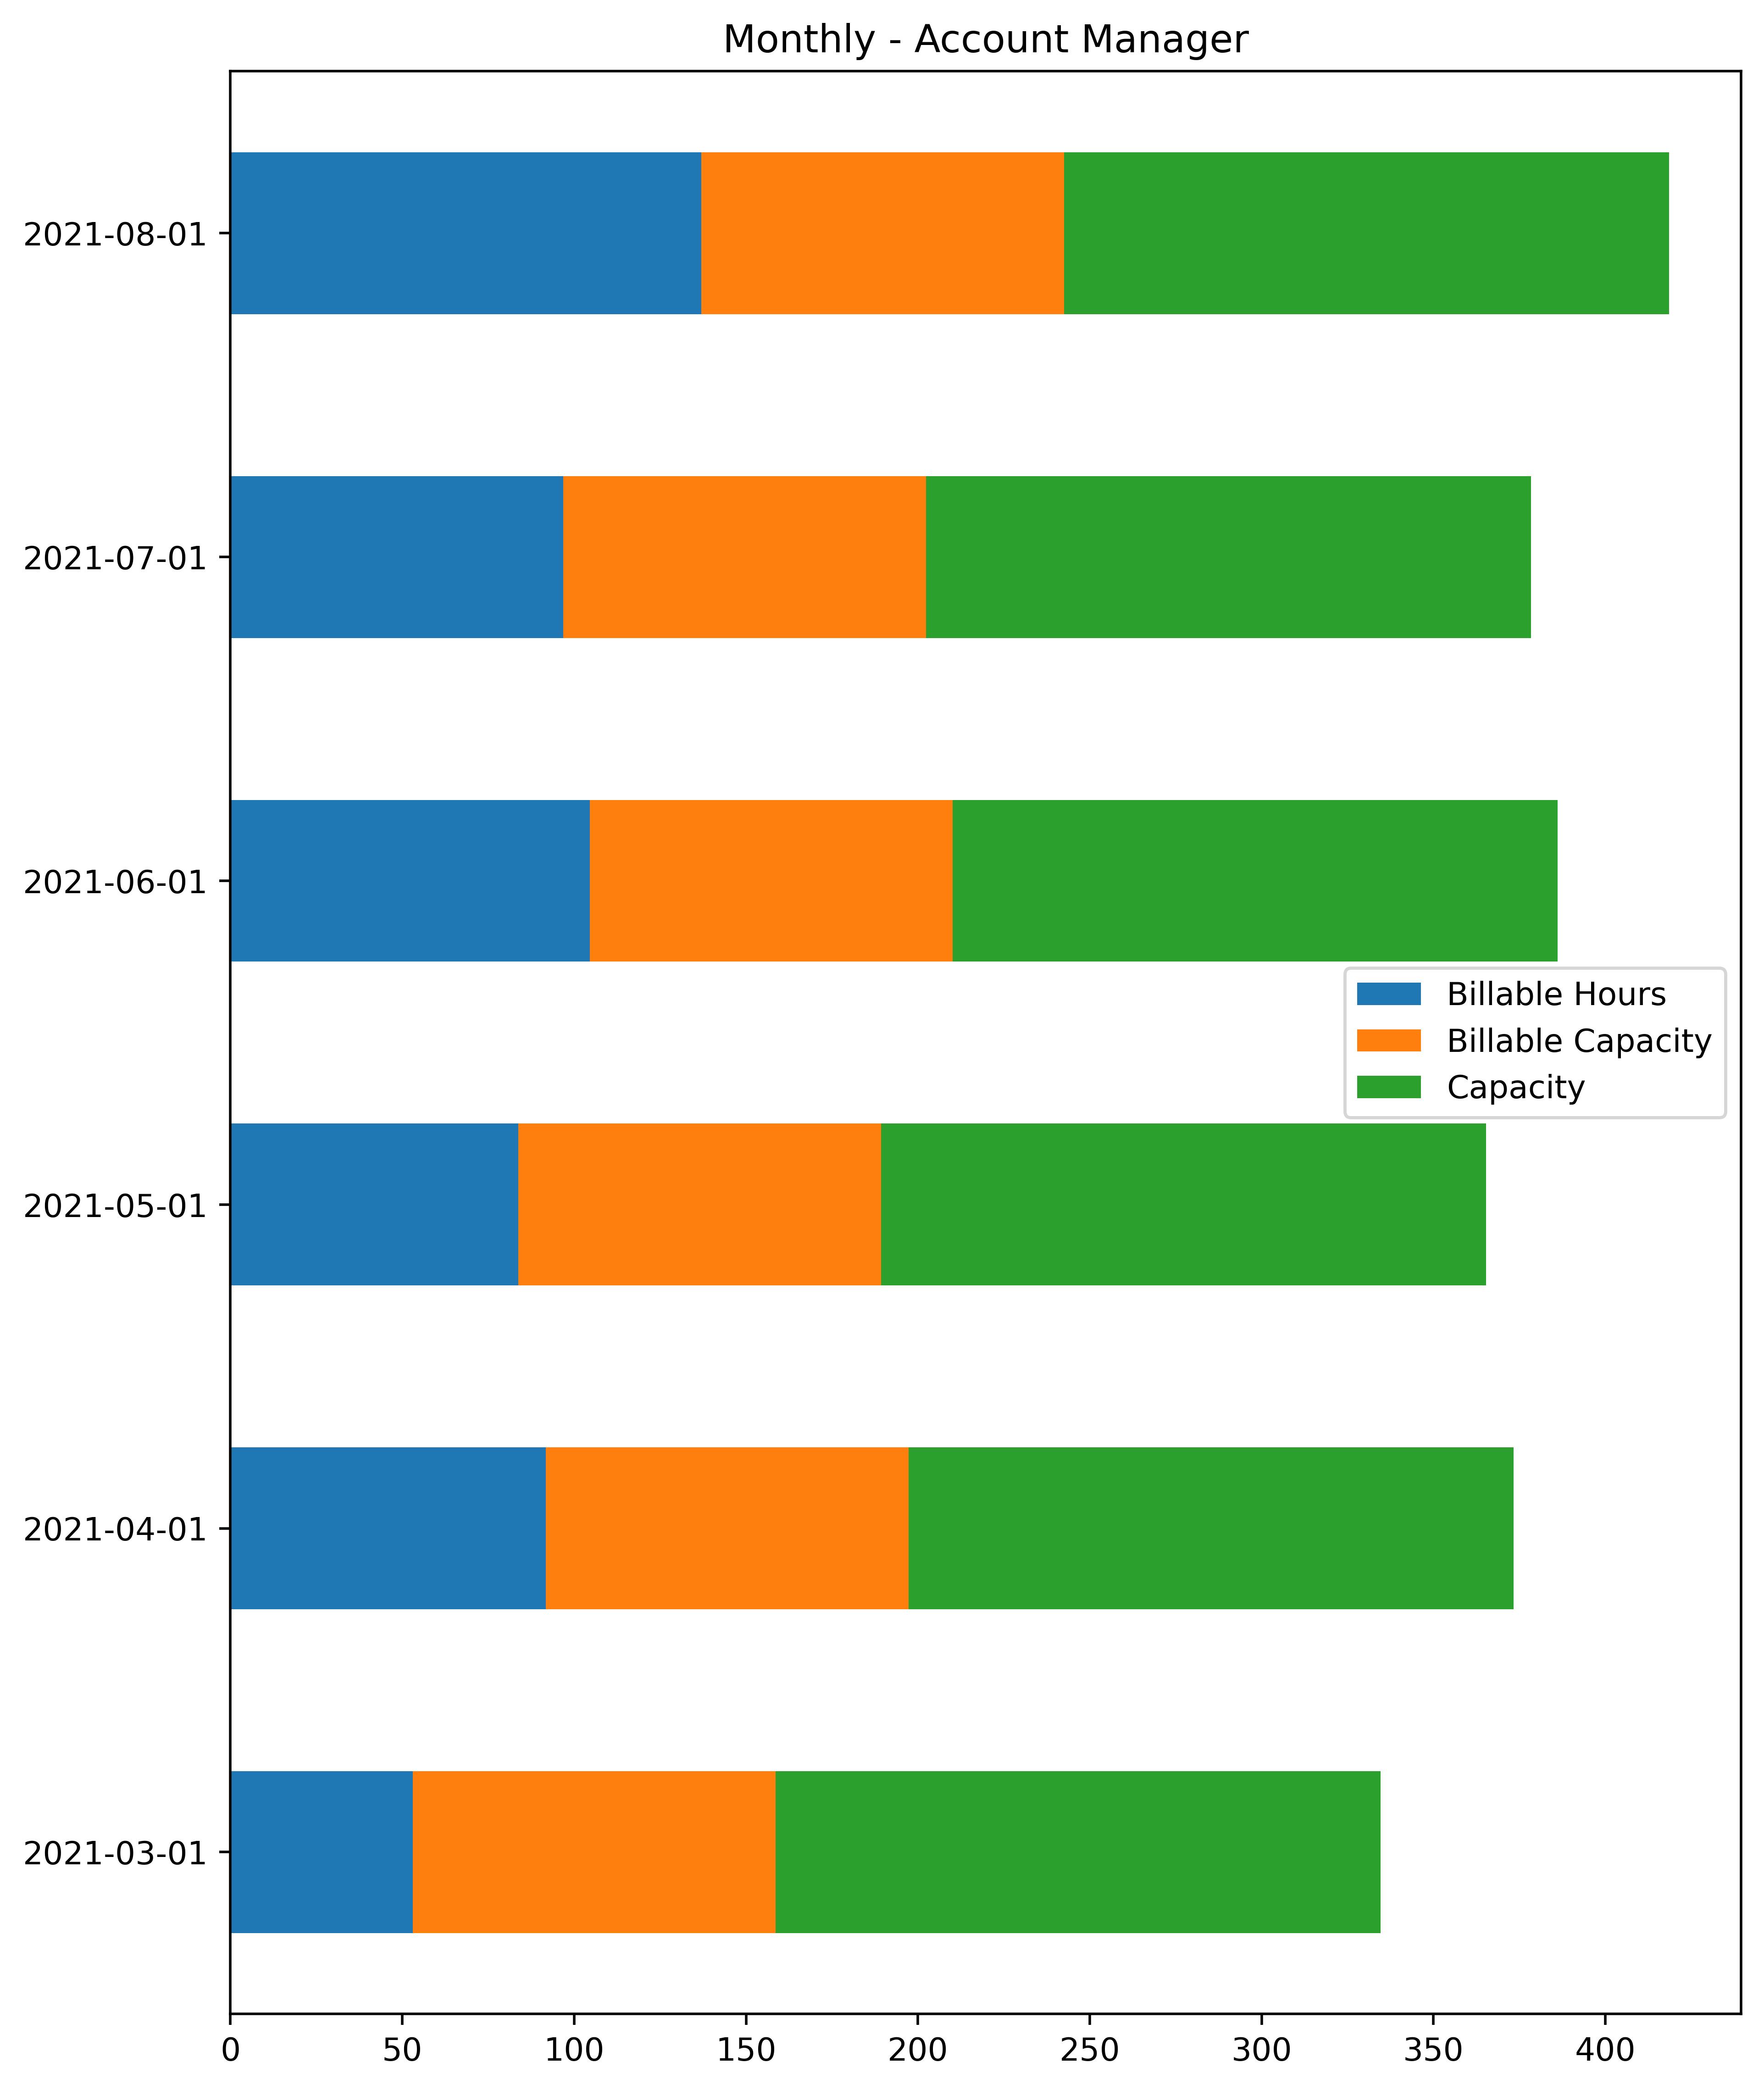 Monthly - Account Manager
2021-08-01
2021-07-01
2021-06-01
2021-05-01
2021-04-01
2021-03-01
Billable Hours
Billable Capacity
Capacity
0 50 100 150 200 250 300 350 400